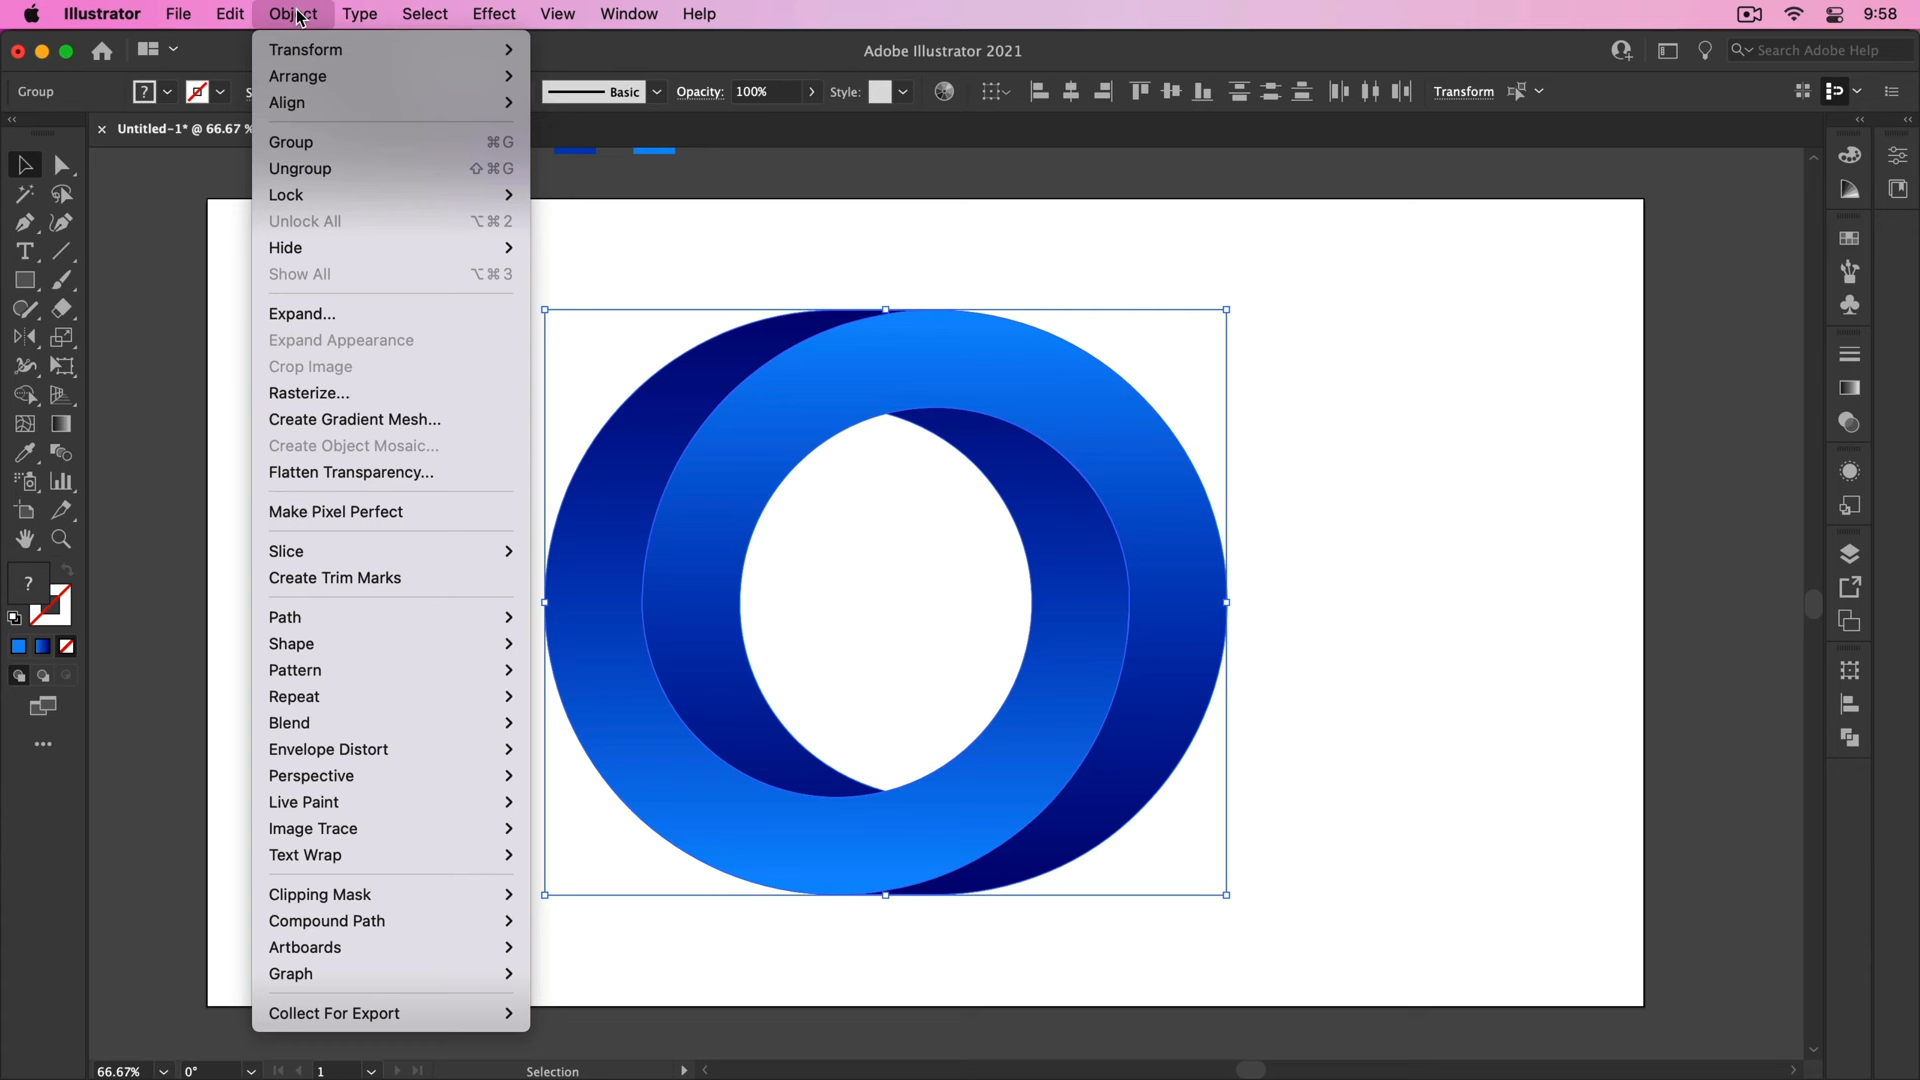 Illustrator File Edit Object Type Select Effect View Window Help 9:58
Adobe Illustrator 2021 Search Adobe Help
Group ? Basic Opacity: 100% Style: Transform
× Untitled-1* @ 66.67 %
Transform
Arrange
Align
Group ⌘G
Ungroup ⇧⌘G
Lock
Unlock All ⌥⌘2
Hide
Show All ⌥⌘3
Expand...
Expand Appearance
Crop Image
Rasterize...
Create Gradient Mesh...
Create Object Mosaic...
Flatten Transparency...
Make Pixel Perfect
Slice
Create Trim Marks
?
Path
Shape
Pattern
Repeat
Blend
Envelope Distort
Perspective
Live Paint
Image Trace
Text Wrap
Clipping Mask
Compound Path
Artboards
Graph
Collect For Export
66.67% 0° 1 Selection